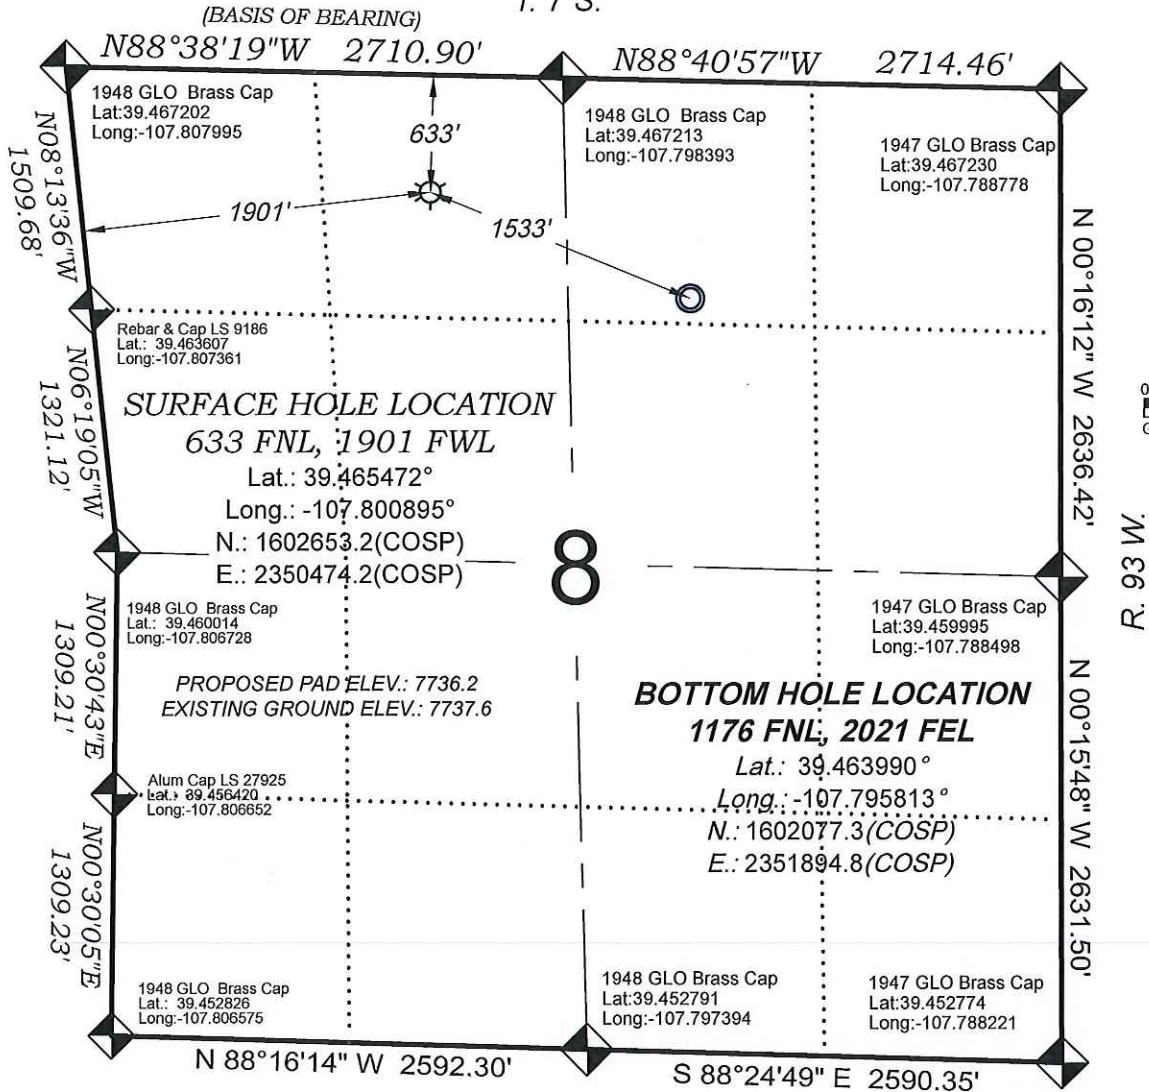 T. 7 S.
(BASIS OF BEARING)
N88°38'19"W 2710.90'
N88°40'57"W 2714.46'
1948 GLO Brass Cap
Lat:39.467202
Long:-107.807995
633'
1948 GLO Brass Cap
Lat:39.467213
Long:-107.798393
1947 GLO Brass Cap
Lat:39.467230
Long:-107.788778
N08°13'36"W
1509.68'
1901'
1533'
N 00°16'12" W 2636.42'
Rebar & Cap LS 9186
Lat.: 39.463607
Long:-107.807361
N06°19'05"W
1321.12'
SURFACE HOLE LOCATION
633 FNL, 1901 FWL
Lat.: 39.465472°
Long.: -107.800895°
N.: 1602653.2(COSP)
E.: 2350474.2(COSP)
8
R. 93 W.
1948 GLO Brass Cap
Lat.: 39.460014
Long:-107.806728
1947 GLO Brass Cap
Lat:39.459995
Long:-107.788498
N00°30'43"E
1309.21'
PROPOSED PAD ELEV.: 7736.2
EXISTING GROUND ELEV.: 7737.6
BOTTOM HOLE LOCATION
1176 FNL, 2021 FEL
Lat.: 39.463990°
Long.: -107.795813°
N.: 1602077.3(COSP)
E.: 2351894.8(COSP)
N 00°15'48" W 2631.50'
Alum Cap LS 27925
Lat.: 39.456420
Long:-107.806652
N00°30'05"E
1309.23'
1948 GLO Brass Cap
Lat.: 39.452826
Long:-107.806575
1948 GLO Brass Cap
Lat:39.452791
Long:-107.797394
1947 GLO Brass Cap
Lat:39.452774
Long:-107.788221
N 88°16'14" W 2592.30'
S 88°24'49" E 2590.35'